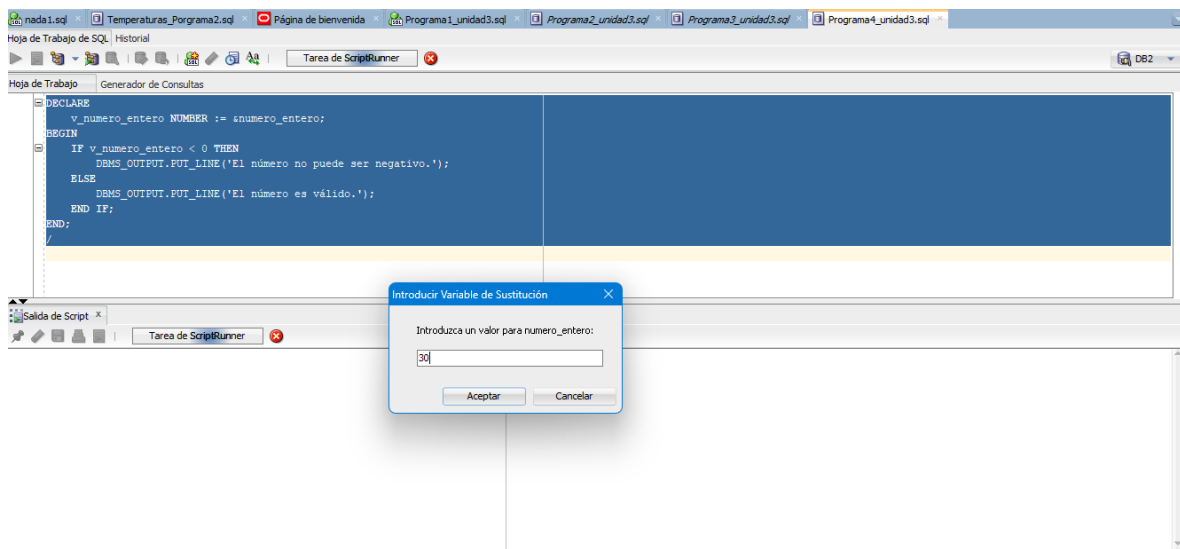 nada1.sql Temperaturas_Porgrama2.sql Página de bienvenida Programa1_unidad3.sql Programa2_unidad3.sql Programa3_unidad3.sql Programa4_unidad3.sql
Hoja de Trabajo de SQL Historial
Tarea de ScriptRunner DB2
Hoja de Trabajo Generador de Consultas
DECLARE
v_numero_entero NUMBER := &numero_entero;
BEGIN
IF v_numero_entero < 0 THEN
DBMS_OUTPUT.PUT_LINE('El número no puede ser negativo.');
ELSE
DBMS_OUTPUT.PUT_LINE('El número es válido.');
END IF;
END;
/
Introducir Variable de Sustitución
Introduzca un valor para numero_entero:
30
Aceptar Cancelar
Salida de Script
Tarea de ScriptRunner